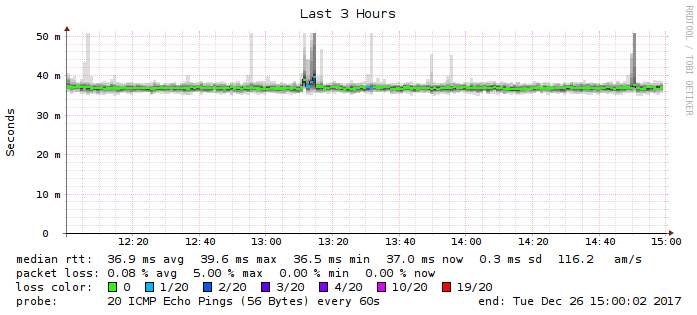 Last 3 Hours
RRDTOOL / TOBI OETIKER
Seconds
50 m
40 m
30 m
20 m
10 m
0
12:20 12:40 13:00 13:20 13:40 14:00 14:20 14:40 15:00
median rtt: 36.9 ms avg 39.6 ms max 36.5 ms min 37.0 ms now 0.3 ms sd 116.2 am/s
packet loss: 0.08 % avg 5.00 % max 0.00 % min 0.00 % now
loss color: 0 1/20 2/20 3/20 4/20 10/20 19/20
probe: 20 ICMP Echo Pings (56 Bytes) every 60s end: Tue Dec 26 15:00:02 2017